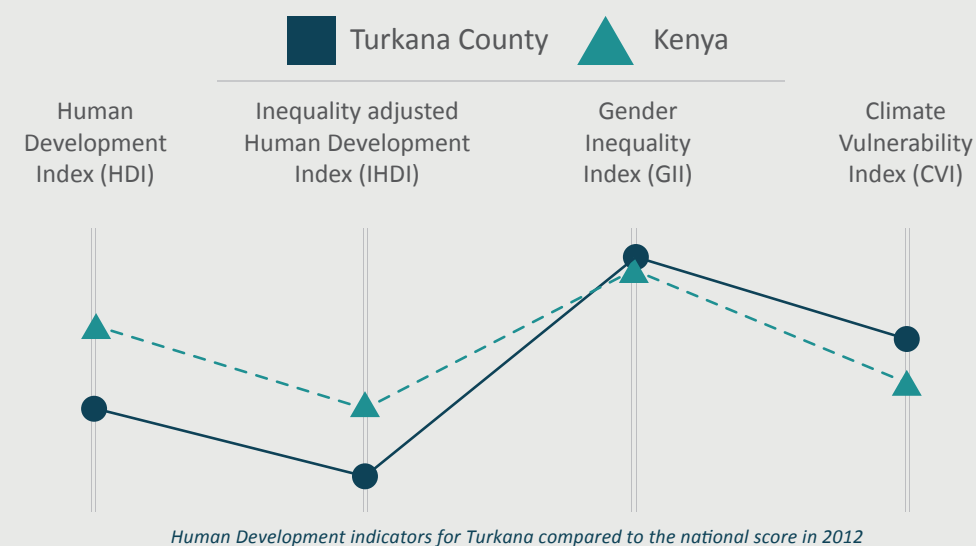 Turkana County
Kenya
Human
Development
Index (HDI)
Inequality adjusted
Human Development
Index (IHDI)
Gender
Inequality
Index (GII)
Climate
Vulnerability
Index (CVI)
Human Development indicators for Turkana compared to the national score in 2012